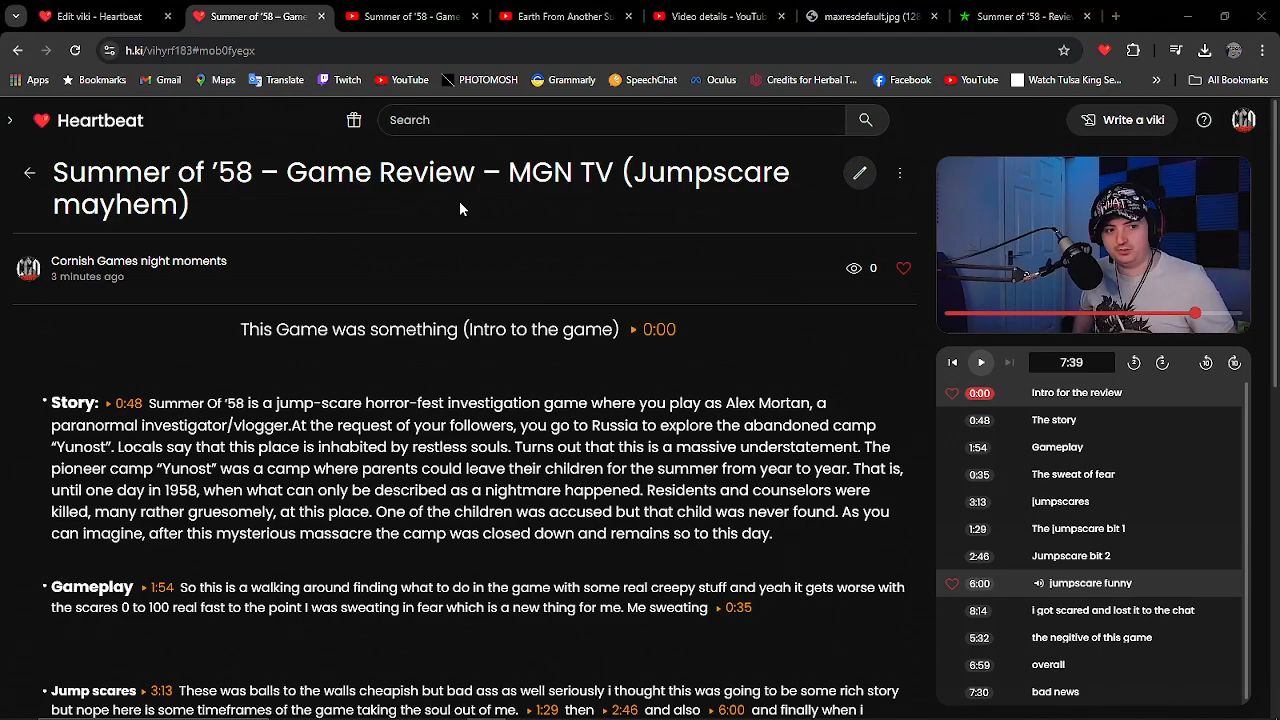 Edit viki - Heartbeat
Summer of '58 – Game
Summer of '58 - Game
Earth From Another Su
Video details - YouTub
maxresdefault.jpg (128
Summer of '58 - Revie
h.ki/vihyrf183#mob0fyegx
Apps
Bookmarks
Gmail
Maps
Translate
Twitch
YouTube
PHOTOMOSH
Grammarly
SpeechChat
Oculus
Credits for Herbal T...
Facebook
YouTube
Watch Tulsa King Se...
All Bookmarks
Heartbeat
Search
Write a viki
Summer of ’58 – Game Review – MGN TV (Jumpscare
mayhem)
Cornish Games night moments
3 minutes ago
0
This Game was something (Intro to the game) 0:00
Story: 0:48 Summer Of ’58 is a jump-scare horror-fest investigation game where you play as Alex Mortan, a
paranormal investigator/vlogger.At the request of your followers, you go to Russia to explore the abandoned camp
“Yunost”. Locals say that this place is inhabited by restless souls. Turns out that this is a massive understatement. The
pioneer camp “Yunost” was a camp where parents could leave their children for the summer from year to year. That is,
until one day in 1958, when what can only be described as a nightmare happened. Residents and counselors were
killed, many rather gruesomely, at this place. One of the children was accused but that child was never found. As you
can imagine, after this mysterious massacre the camp was closed down and remains so to this day.
Gameplay 1:54 So this is a walking around finding what to do in the game with some real creepy stuff and yeah it gets worse with
the scares 0 to 100 real fast to the point I was sweating in fear which is a new thing for me. Me sweating 0:35
Jump scares 3:13 These was balls to the walls cheapish but bad ass as well seriously i thought this was going to be some rich story
but nope here is some timeframes of the game taking the soul out of me. 1:29 then 2:46 and also 6:00 and finally when i
7:39
0:00 Intro for the review
0:48 The story
1:54 Gameplay
0:35 The sweat of fear
3:13 jumpscares
1:29 The jumpscare bit 1
2:46 Jumpscare bit 2
6:00 jumpscare funny
8:14 i got scared and lost it to the chat
5:32 the negitive of this game
6:59 overall
7:30 bad news